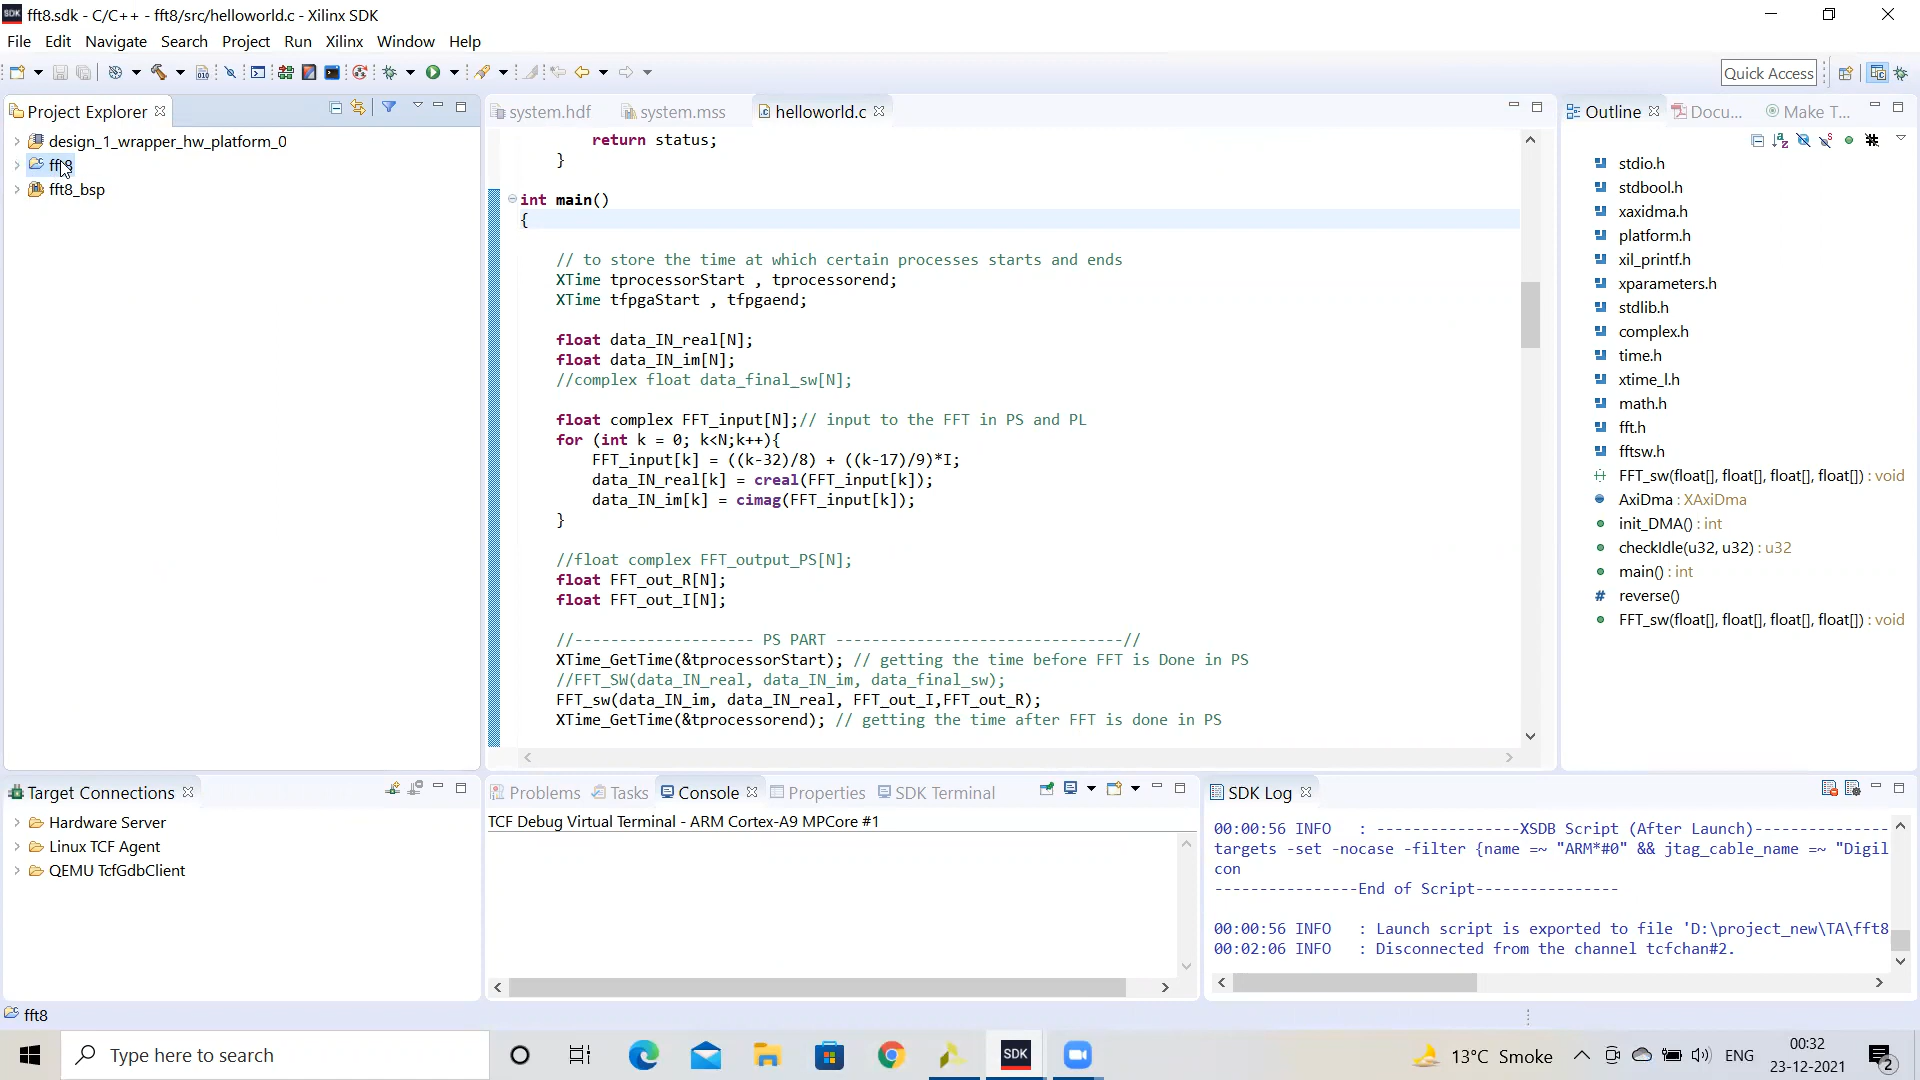 SDK fft8.sdk - C/C++ - fft8/src/helloworld.c - Xilinx SDK
File Edit Navigate Search Project Run Xilinx Window Help
Quick Access
Project Explorer
design_1_wrapper_hw_platform_0
fft8
fft8_bsp
system.hdf system.mss helloworld.c
return status;
}
int main()
{
// to store the time at which certain processes starts and ends
XTime tprocessorStart , tprocessorend;
XTime tfpgaStart , tfpgaend;
float data_IN_real[N];
float data_IN_im[N];
//complex float data_final_sw[N];
float complex FFT_input[N];// input to the FFT in PS and PL
for (int k = 0; k<N;k++){
FFT_input[k] = ((k-32)/8) + ((k-17)/9)*I;
data_IN_real[k] = creal(FFT_input[k]);
data_IN_im[k] = cimag(FFT_input[k]);
}
//float complex FFT_output_PS[N];
float FFT_out_R[N];
float FFT_out_I[N];
//-------------------- PS PART --------------------------------//
XTime_GetTime(&tprocessorStart); // getting the time before FFT is Done in PS
//FFT_SW(data_IN_real, data_IN_im, data_final_sw);
FFT_sw(data_IN_im, data_IN_real, FFT_out_I,FFT_out_R);
XTime_GetTime(&tprocessorend); // getting the time after FFT is done in PS
Outline Docu... Make T...
stdio.h
stdbool.h
xaxidma.h
platform.h
xil_printf.h
xparameters.h
stdlib.h
complex.h
time.h
xtime_l.h
math.h
fft.h
fftsw.h
FFT_sw(float[], float[], float[], float[]) : void
AxiDma : XAxiDma
init_DMA() : int
checkIdle(u32, u32) : u32
main() : int
# reverse()
FFT_sw(float[], float[], float[], float[]) : void
Target Connections
Hardware Server
Linux TCF Agent
QEMU TcfGdbClient
Problems Tasks Console Properties SDK Terminal
TCF Debug Virtual Terminal - ARM Cortex-A9 MPCore #1
SDK Log
00:00:56 INFO : ----------------XSDB Script (After Launch)---------------
targets -set -nocase -filter {name =~ "ARM*#0" && jtag_cable_name =~ "Digil
con
----------------End of Script----------------
00:00:56 INFO : Launch script is exported to file 'D:\project_new\TA\fft8
00:02:06 INFO : Disconnected from the channel tcfchan#2.
fft8
Type here to search
SDK
13°C Smoke
ENG
00:32
23-12-2021
2